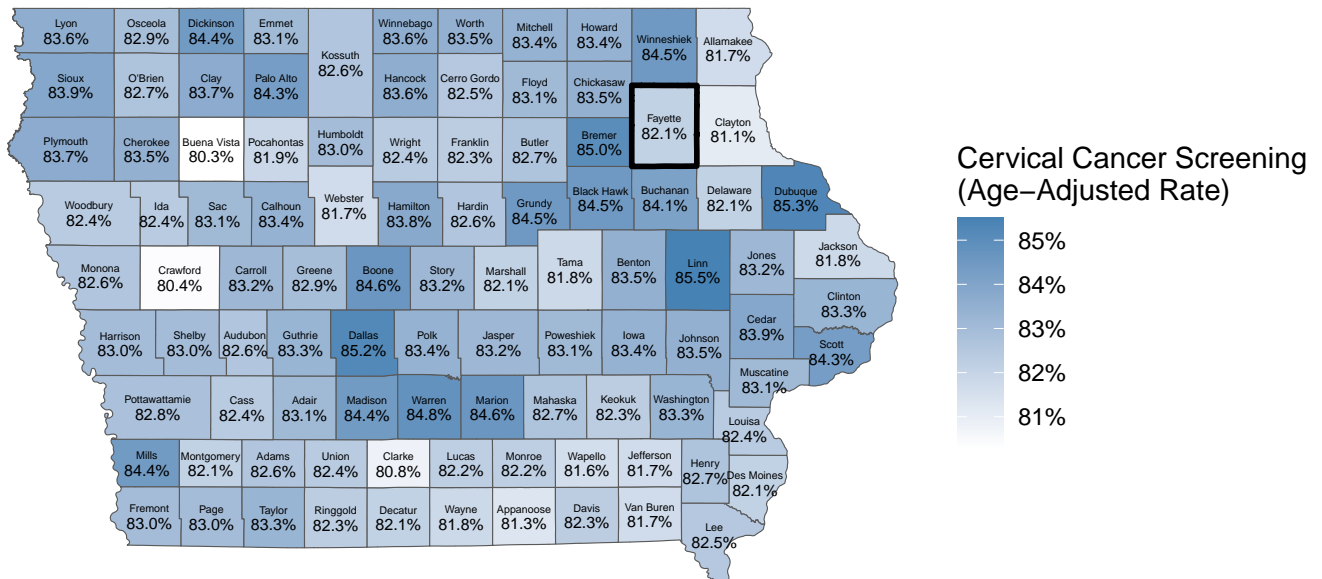 Lyon
83.6%
Osceola
82.9%
Dickinson
84.4%
Emmet
83.1%
Kossuth
82.6%
Winnebago
83.6%
Worth
83.5%
Mitchell
83.4%
Howard
83.4%
Winneshiek
84.5%
Allamakee
81.7%
Sioux
83.9%
O'Brien
82.7%
Clay
83.7%
Palo Alto
84.3%
Hancock
83.6%
Cerro Gordo
82.5%
Floyd
83.1%
Chickasaw
83.5%
Fayette
82.1%
Clayton
81.1%
Plymouth
83.7%
Cherokee
83.5%
Buena Vista
80.3%
Pocahontas
81.9%
Humboldt
83.0%
Wright
82.4%
Franklin
82.3%
Butler
82.7%
Bremer
85.0%
Woodbury
82.4%
Ida
82.4%
Sac
83.1%
Calhoun
83.4%
Webster
81.7%
Hamilton
83.8%
Hardin
82.6%
Grundy
84.5%
Black Hawk
84.5%
Buchanan
84.1%
Delaware
82.1%
Dubuque
85.3%
Monona
82.6%
Crawford
80.4%
Carroll
83.2%
Greene
82.9%
Boone
84.6%
Story
83.2%
Marshall
82.1%
Tama
81.8%
Benton
83.5%
Linn
85.5%
Jones
83.2%
Jackson
81.8%
Clinton
83.3%
Harrison
83.0%
Shelby
83.0%
Audubon
82.6%
Guthrie
83.3%
Dallas
85.2%
Polk
83.4%
Jasper
83.2%
Poweshiek
83.1%
Iowa
83.4%
Johnson
83.5%
Cedar
83.9%
Scott
84.3%
Muscatine
83.1%
Pottawattamie
82.8%
Cass
82.4%
Adair
83.1%
Madison
84.4%
Warren
84.8%
Marion
84.6%
Mahaska
82.7%
Keokuk
82.3%
Washington
83.3%
Louisa
82.4%
Mills
84.4%
Montgomery
82.1%
Adams
82.6%
Union
82.4%
Clarke
80.8%
Lucas
82.2%
Monroe
82.2%
Wapello
81.6%
Jefferson
81.7%
Henry
82.7%
Des Moines
82.1%
Fremont
83.0%
Page
83.0%
Taylor
83.3%
Ringgold
82.3%
Decatur
82.1%
Wayne
81.8%
Appanoose
81.3%
Davis
82.3%
Van Buren
81.7%
Lee
82.5%
Cervical Cancer Screening
(Age−Adjusted Rate)
85%
84%
83%
82%
81%